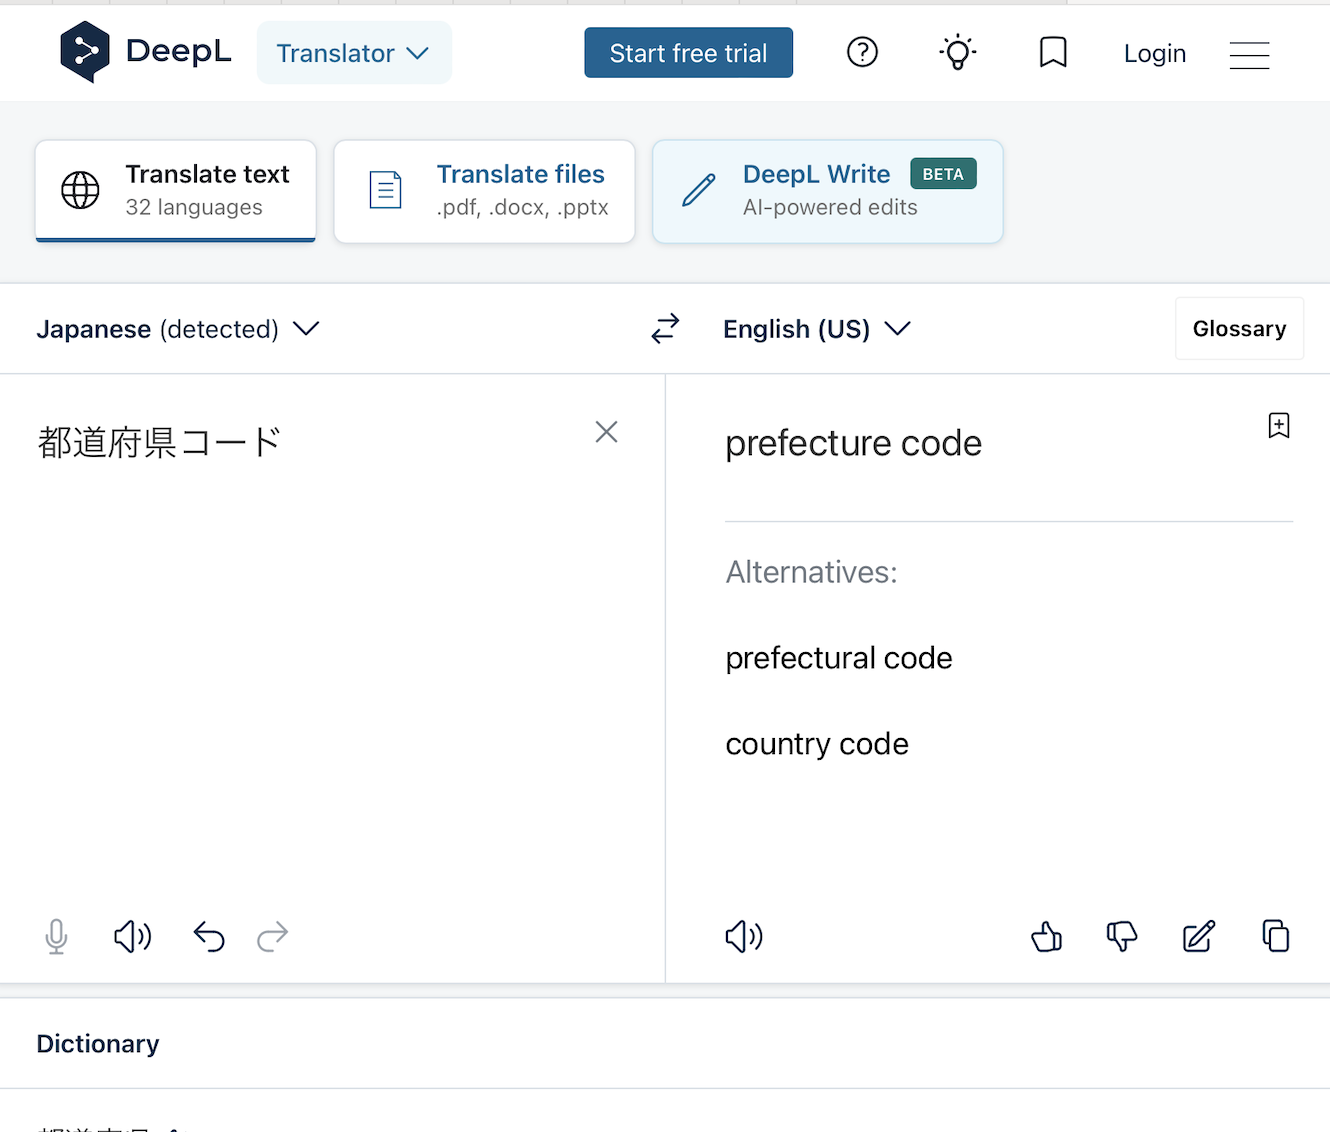 DeepL
Translator
Start free trial
Login
Translate text
32 languages
Translate files
.pdf, .docx, .pptx
DeepL Write BETA
AI-powered edits
Japanese (detected)
English (US)
Glossary
都道府県コード
prefecture code
Alternatives:
prefectural code
country code
Dictionary